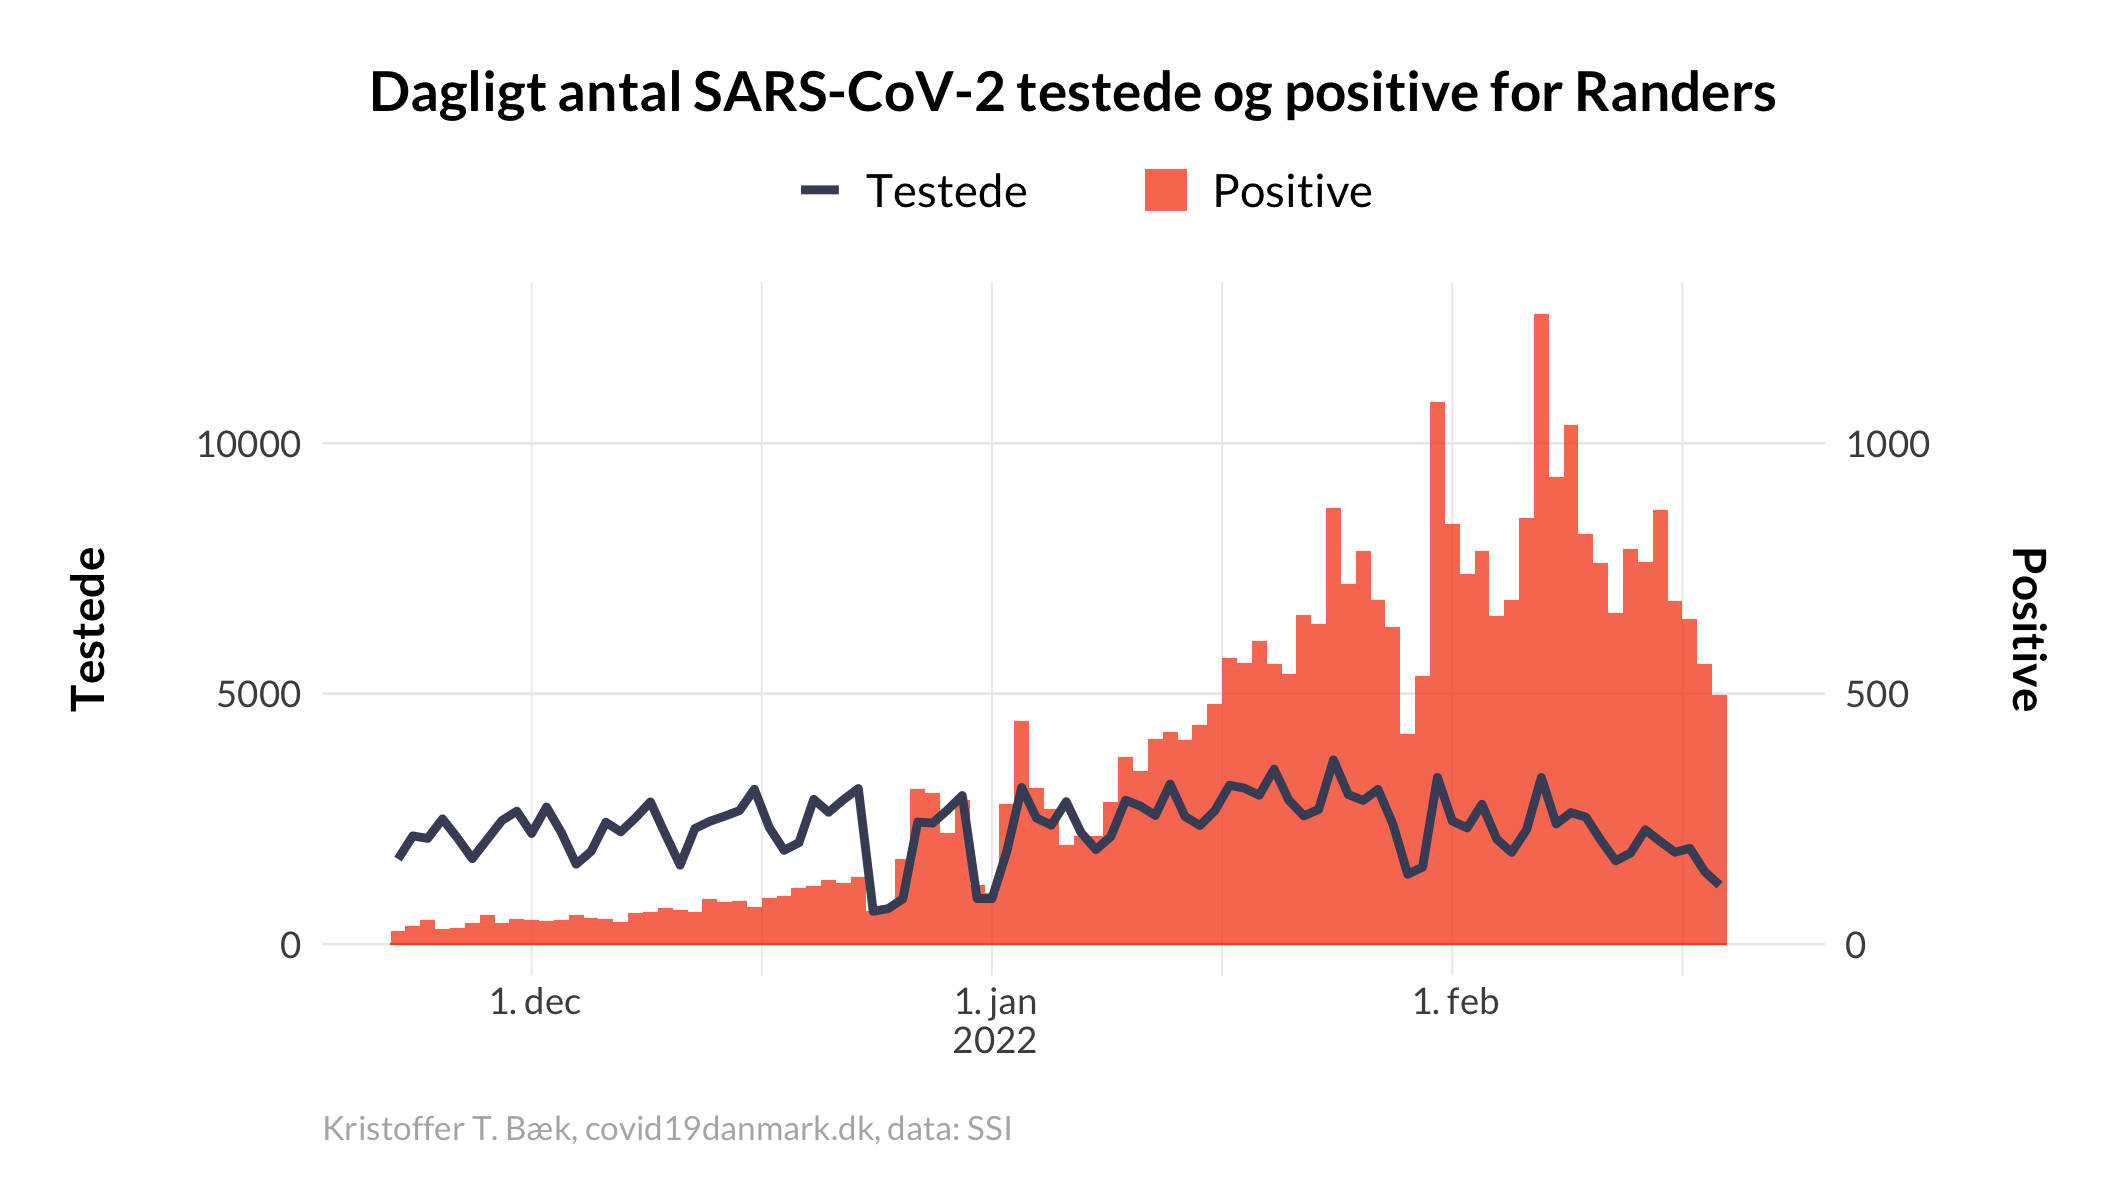 Dagligt antal SARS-CoV-2 testede og positive for Randers
Testede
Positive
10000
5000
0
Testede
1000
500
0
Positive
1. dec
1. jan
2022
1. feb
Kristoffer T. Bæk, covid19danmark.dk, data: SSI